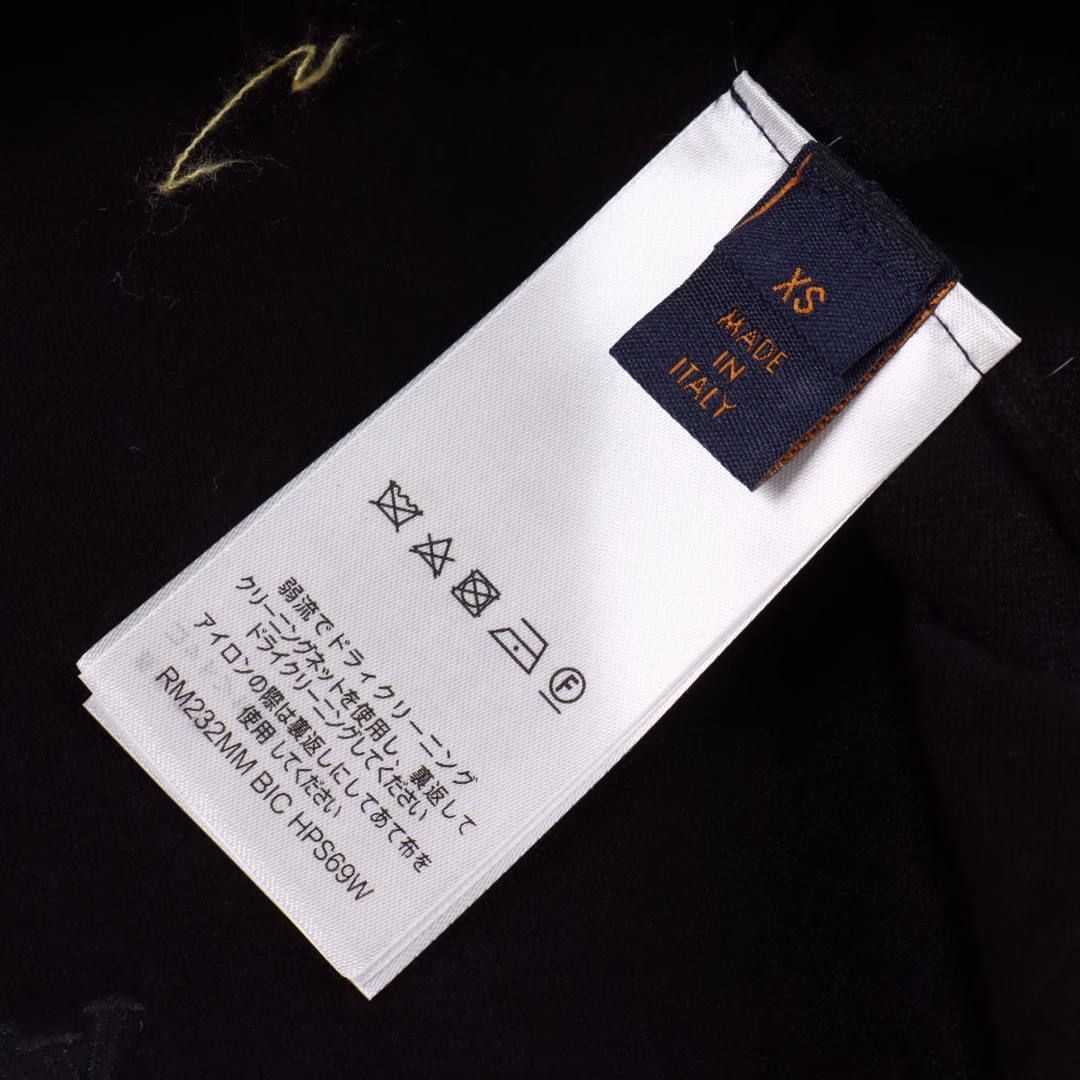 XS
MADE
IN
ITALY
F
弱流でドライクリーニング
クリーニングネットを使用し、裏返して
ドライクリーニングしてください
アイロンの際は裏返しにしてあて布を
使用してください
RM232MM BIC HPS69W